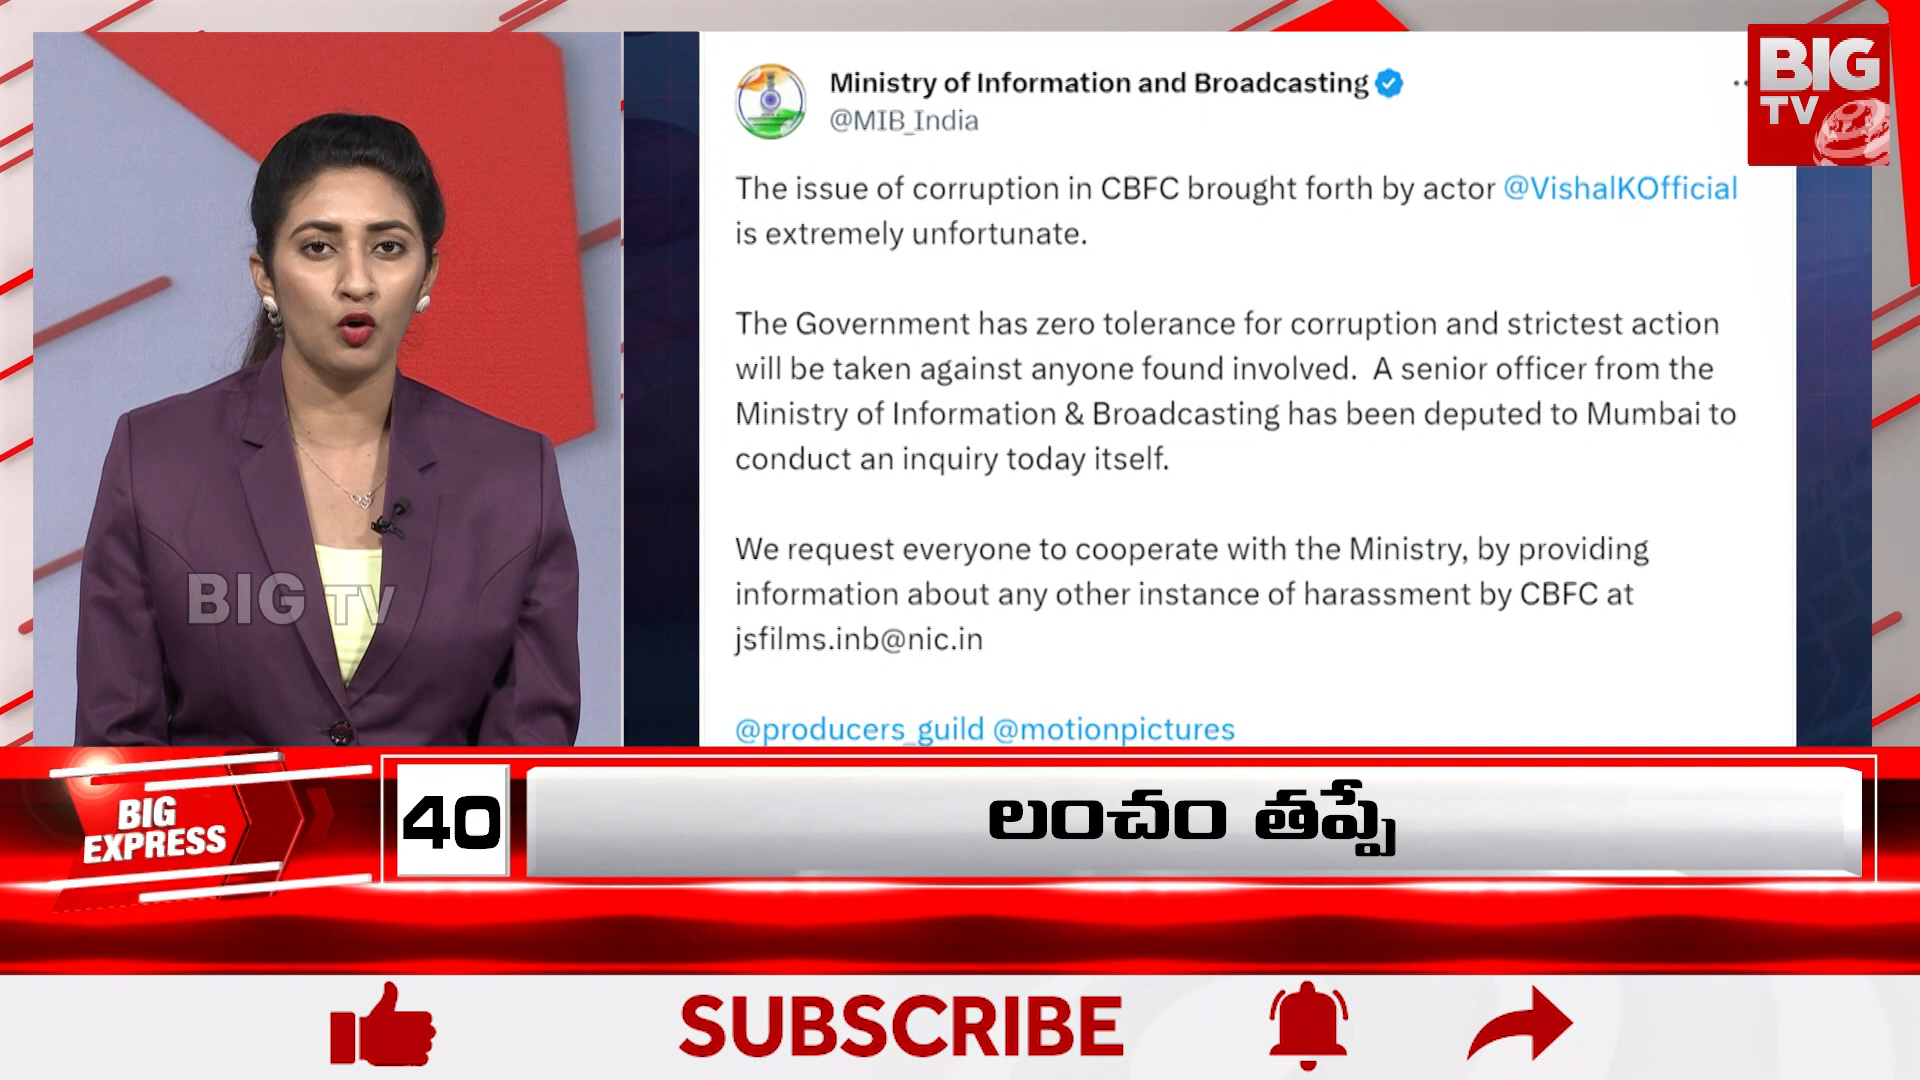 Ministry of Information and Broadcasting
@MIB_India
BIG
TV
The issue of corruption in CBFC brought forth by actor @VishalKOfficial
is extremely unfortunate.
The Government has zero tolerance for corruption and strictest action
will be taken against anyone found involved. A senior officer from the
Ministry of Information & Broadcasting has been deputed to Mumbai to
conduct an inquiry today itself.
We request everyone to cooperate with the Ministry, by providing
information about any other instance of harassment by CBFC at
jsfilms.inb@nic.in
@producers_guild @motionpictures
BIG TV
BIG
EXPRESS
40
లంచం తప్పే
SUBSCRIBE